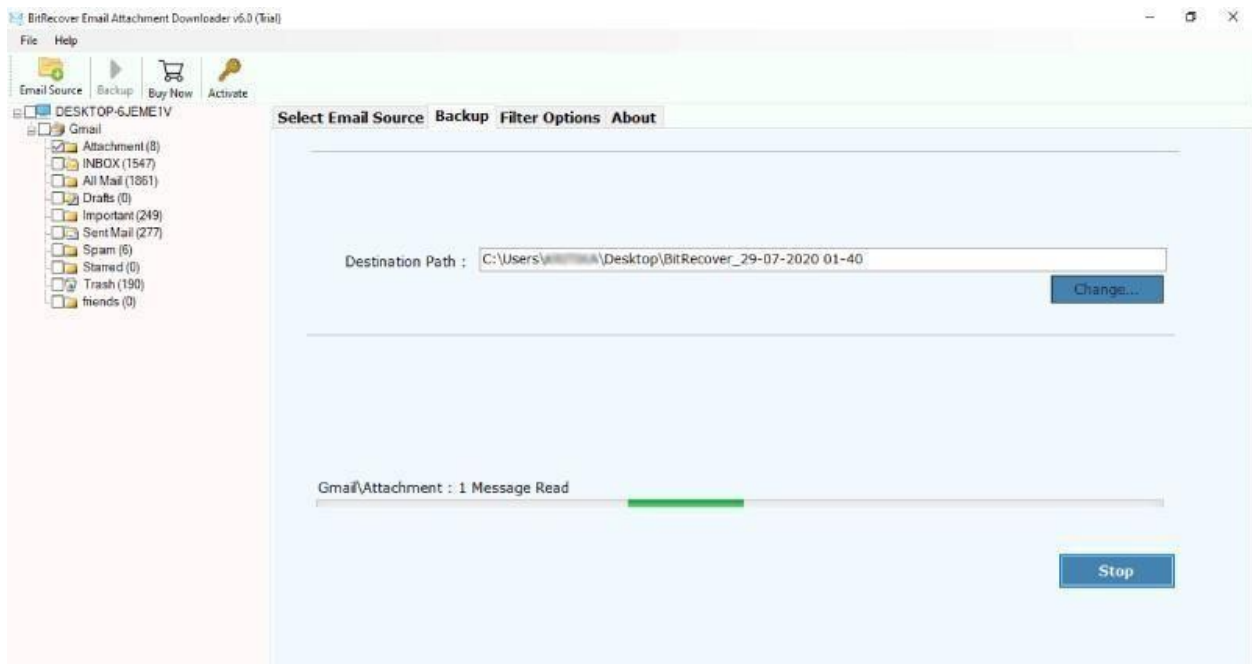 BitRecover Email Attachment Downloader v6.0 (Trial)
File Help
Email Source Backup Buy Now Activate
DESKTOP-6JEME1V
Gmail
Attachment (8)
INBOX (1547)
All Mail (1861)
Drafts (0)
Important (249)
Sent Mail (277)
Spam (6)
Starred (0)
Trash (190)
friends (0)
Select Email Source Backup Filter Options About
Destination Path : C:\Users\ \Desktop\BitRecover_29-07-2020 01-40
Change...
Gmail\Attachment : 1 Message Read
Stop